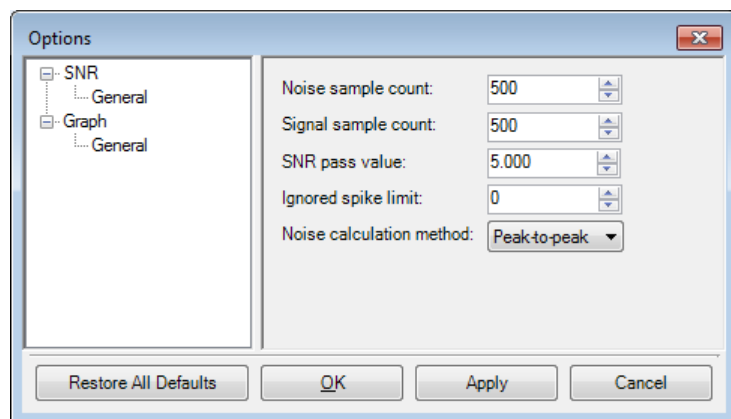 Options
SNR
General
Graph
General
Noise sample count: 500
Signal sample count: 500
SNR pass value: 5.000
Ignored spike limit: 0
Noise calculation method: Peak-to-peak
Restore All Defaults OK Apply Cancel